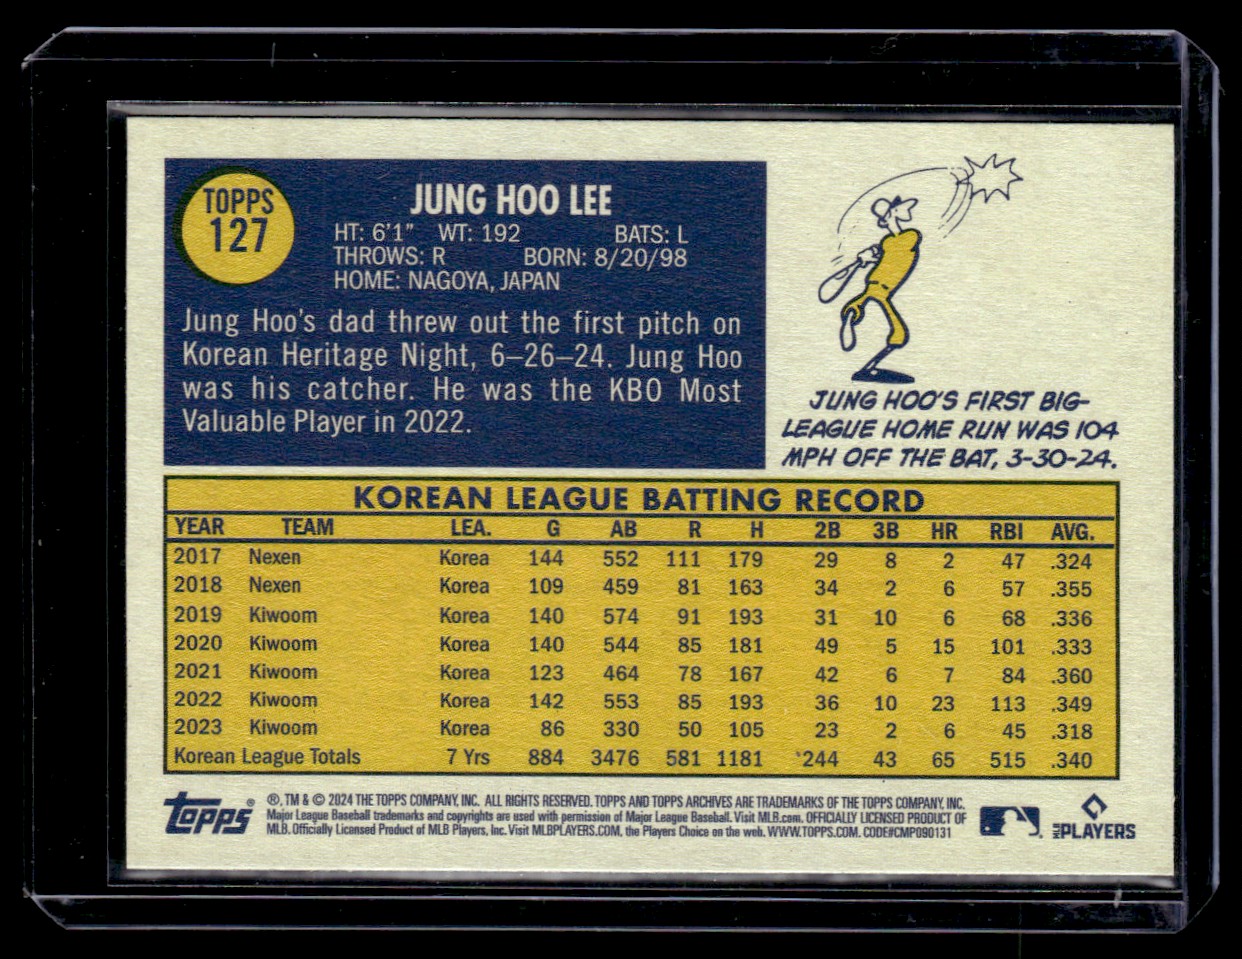 TOPPS
127
JUNG HOO LEE
HT: 6'1" WT: 192 BATS: L
THROWS: R BORN: 8/20/98
HOME: NAGOYA, JAPAN
Jung Hoo's dad threw out the first pitch on
Korean Heritage Night, 6–26–24. Jung Hoo
was his catcher. He was the KBO Most
Valuable Player in 2022.
JUNG HOO'S FIRST BIG-
LEAGUE HOME RUN WAS 104
MPH OFF THE BAT, 3-30-24.
KOREAN LEAGUE BATTING RECORD
YEAR TEAM LEA. G AB R H 2B 3B HR RBI AVG.
2017 Nexen Korea 144 552 111 179 29 8 2 47 .324
2018 Nexen Korea 109 459 81 163 34 2 6 57 .355
2019 Kiwoom Korea 140 574 91 193 31 10 6 68 .336
2020 Kiwoom Korea 140 544 85 181 49 5 15 101 .333
2021 Kiwoom Korea 123 464 78 167 42 6 7 84 .360
2022 Kiwoom Korea 142 553 85 193 36 10 23 113 .349
2023 Kiwoom Korea 86 330 50 105 23 2 6 45 .318
Korean League Totals 7 Yrs 884 3476 581 1181 244 43 65 515 .340
Topps®
®, TM & © 2024 THE TOPPS COMPANY, INC. ALL RIGHTS RESERVED. TOPPS AND TOPPS ARCHIVES ARE TRADEMARKS OF THE TOPPS COMPANY, INC.
Major League Baseball trademarks and copyrights are used with permission of Major League Baseball. Visit MLB.com. OFFICIALLY LICENSED PRODUCT OF
MLB. Officially Licensed Product of MLB Players, Inc. Visit MLBPLAYERS.COM, the Players Choice on the web. WWW.TOPPS.COM. CODE#CMP090131
MLB PLAYERS